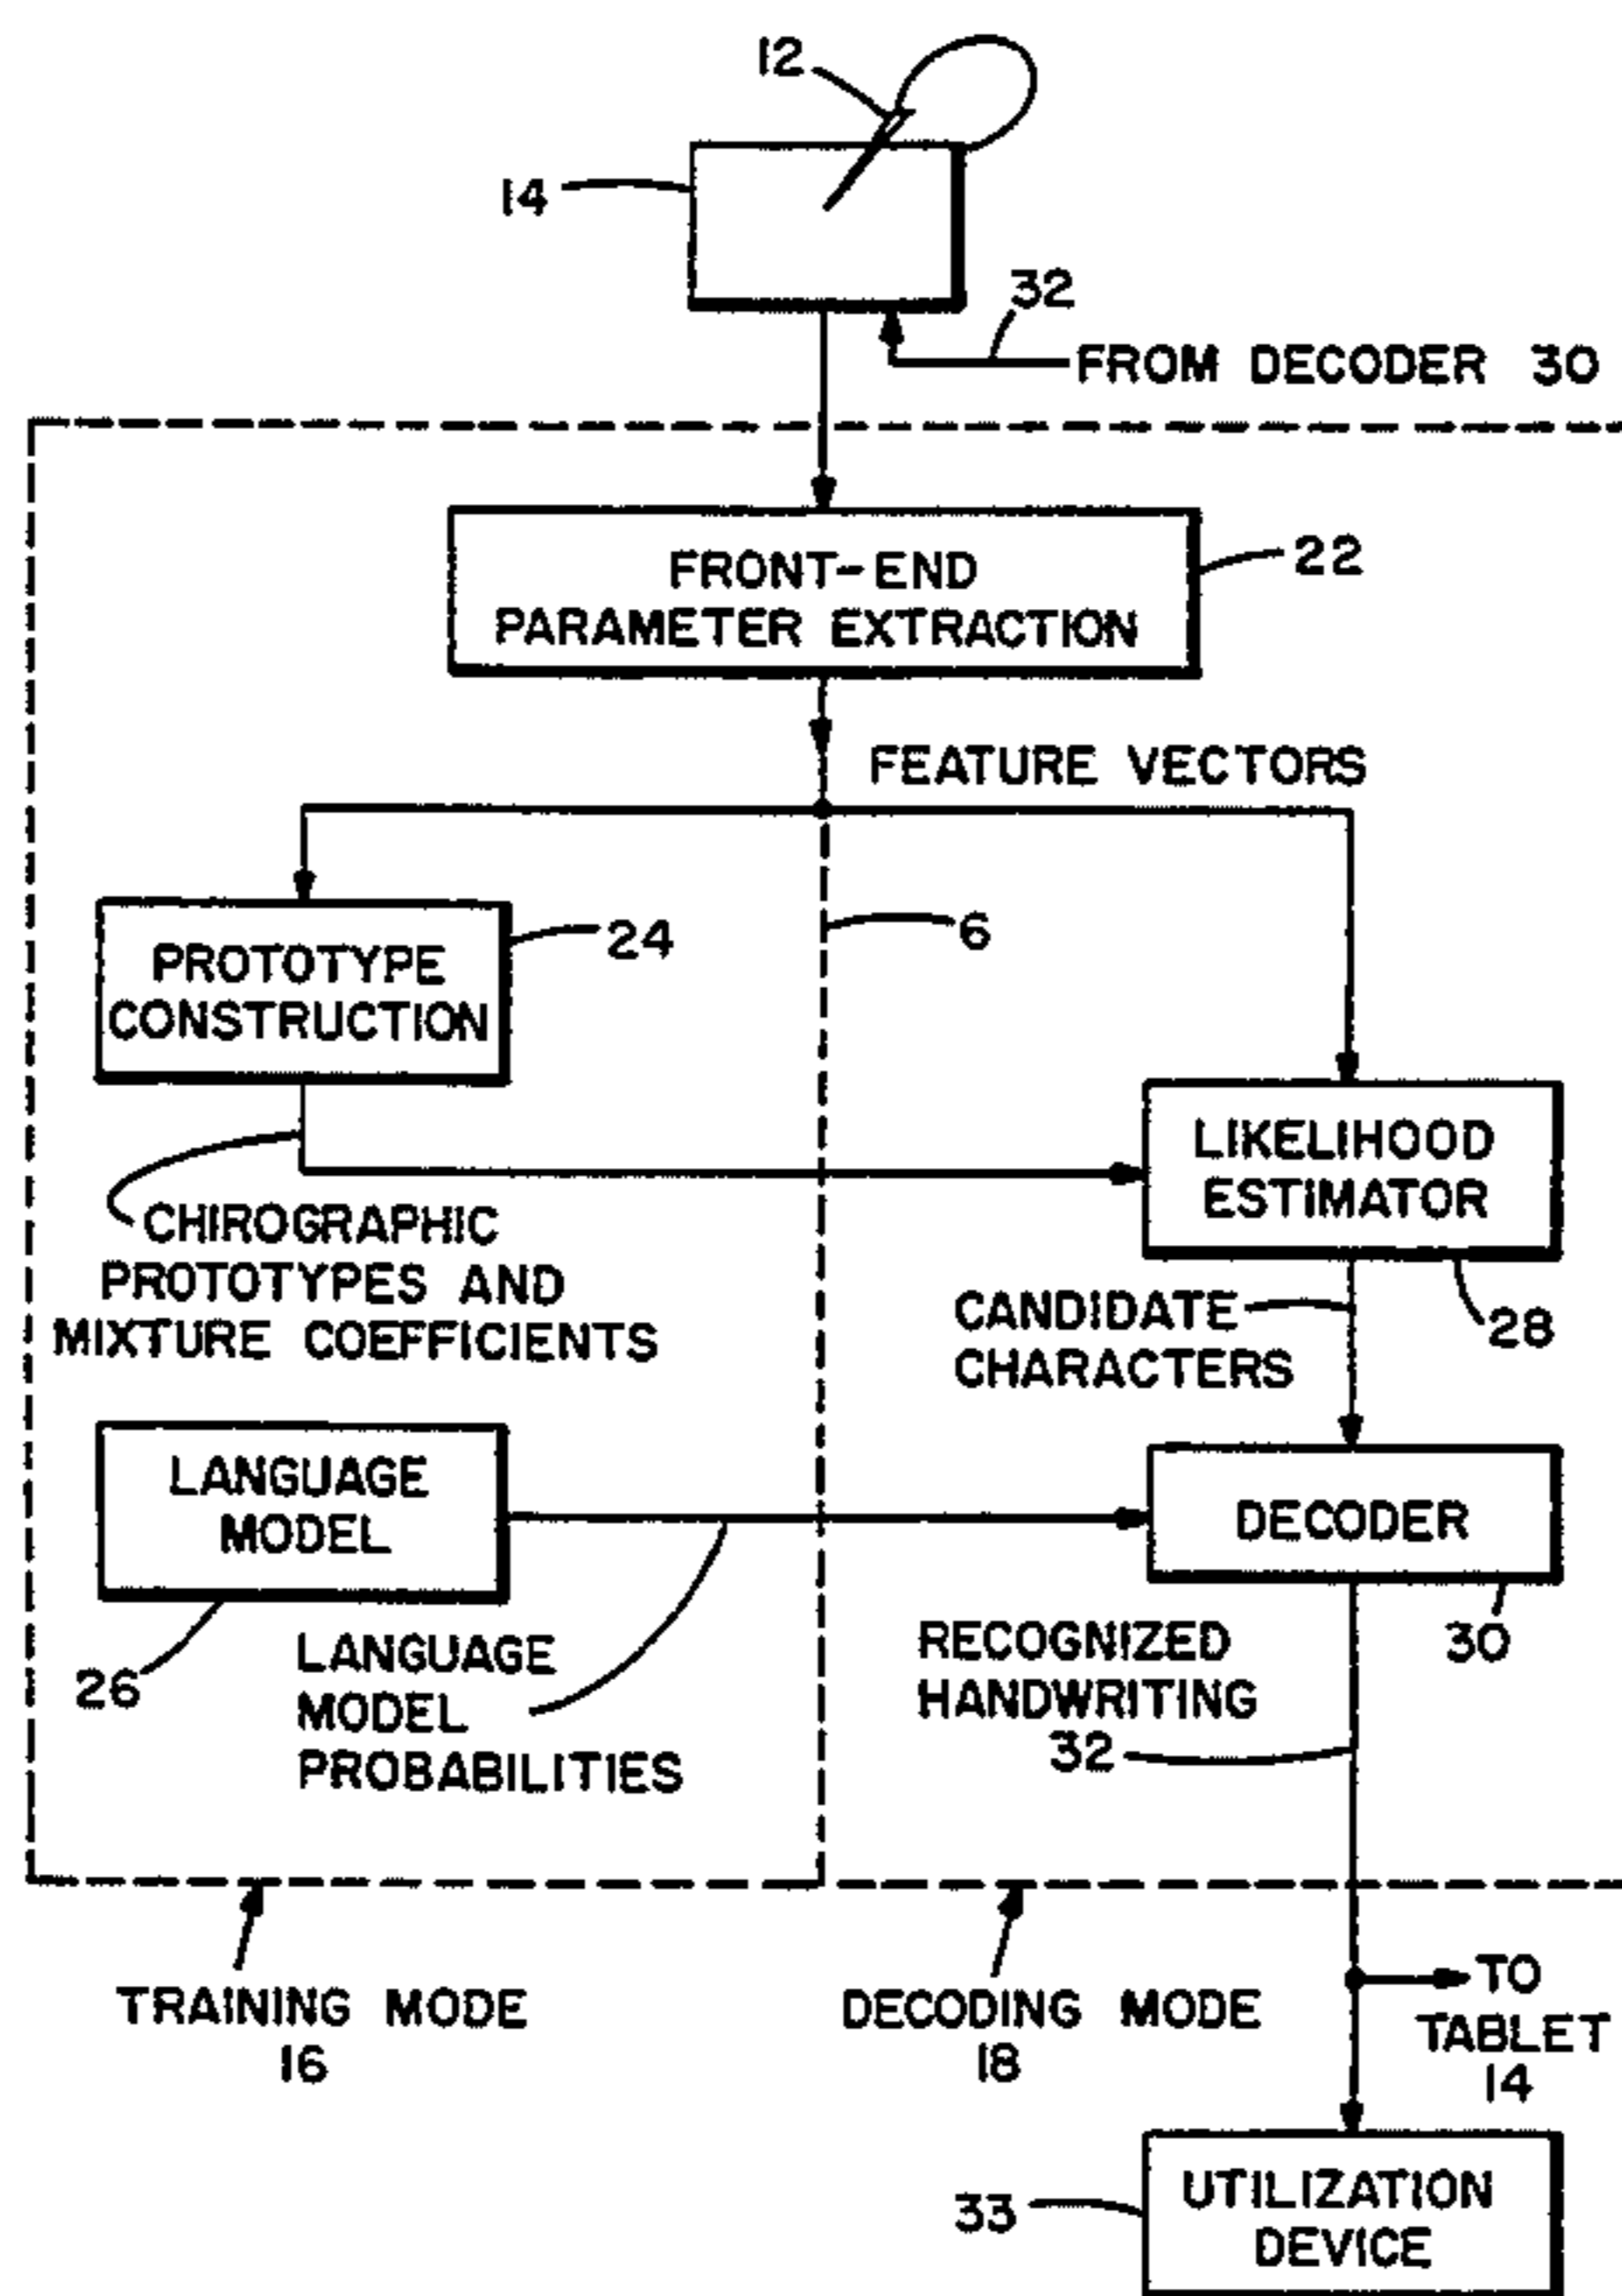 12
14
32
FROM DECODER 30
FRONT-END
PARAMETER EXTRACTION
22
FEATURE VECTORS
PROTOTYPE
CONSTRUCTION
24
6
LIKELIHOOD
ESTIMATOR
28
CHIROGRAPHIC
PROTOTYPES AND
MIXTURE COEFFICIENTS
CANDIDATE
CHARACTERS
LANGUAGE
MODEL
26
DECODER
30
LANGUAGE
MODEL
PROBABILITIES
RECOGNIZED
HANDWRITING
32
TRAINING MODE
16
DECODING MODE
18
TO
TABLET
14
33
UTILIZATION
DEVICE